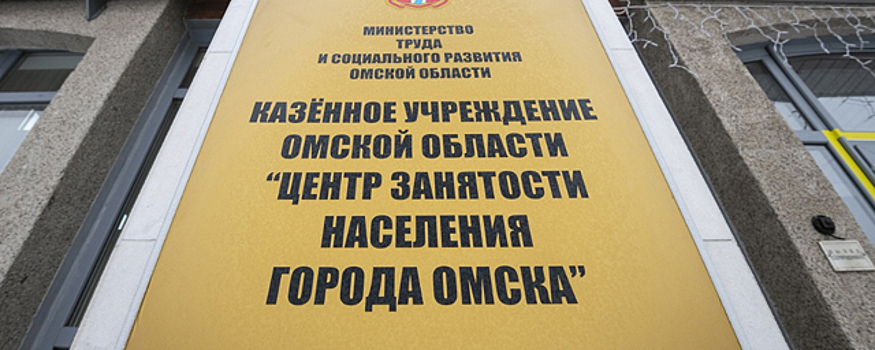 МИНИСТЕРСТВО
ТРУДА
И СОЦИАЛЬНОГО РАЗВИТИЯ
ОМСКОЙ ОБЛАСТИ
КАЗЁННОЕ УЧРЕЖДЕНИЕ
ОМСКОЙ ОБЛАСТИ
“ЦЕНТР ЗАНЯТОСТИ
НАСЕЛЕНИЯ
ГОРОДА ОМСКА”